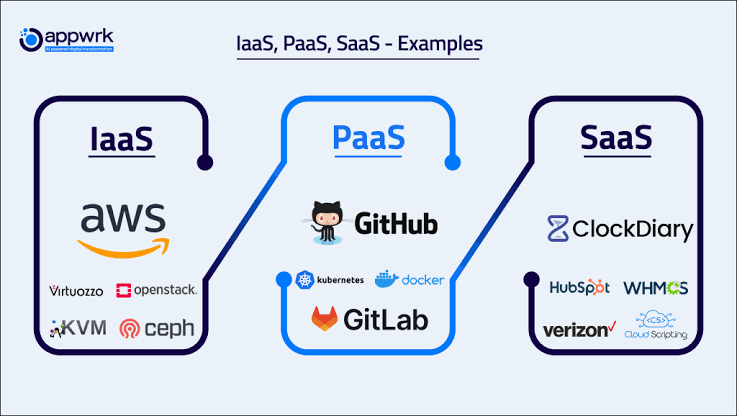 appwrk
AI powered digital transformation
IaaS, PaaS, SaaS - Examples
IaaS
aws
Virtuozzo
openstack.
KVM
ceph
PaaS
GitHub
kubernetes
docker
GitLab
SaaS
ClockDiary
HubSpot
WHMCS
verizon✓
<CS>
Cloud Scripting